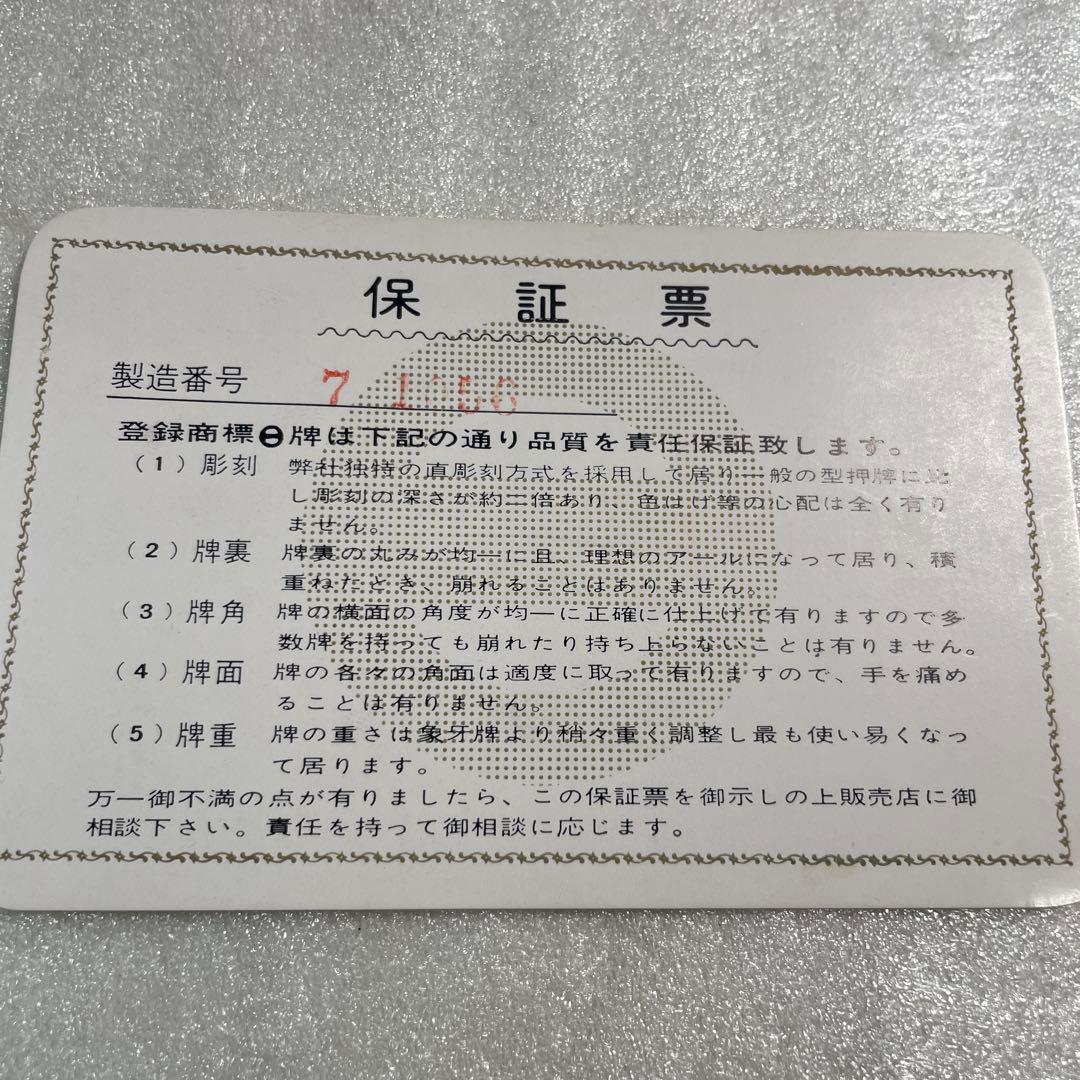 保証票
製造番号 7
登録商標⊖牌は下記の通り品質を責任保証致します。
(1)彫刻 弊社独特の直彫刻方式を採用して居り一般の型押牌に比
し彫刻の深さが約二倍あり、色はげ等の心配は全く有り
ません。
(2)牌裏 牌裏の丸みが均一に且、理想のアールになって居り、積
重ねたとき、崩れることはありません。
(3)牌角 牌の横面の角度が均一に正確に仕上げて有りますので多
数牌を持っても崩れたり持ち上らないことは有りません。
(4)牌面 牌の各々の角面は適度に取って有りますので、手を痛め
ることは有りません。
(5)牌重 牌の重さは象牙牌より稍々重く調整し最も使い易くなっ
て居ります。
万一御不満の点が有りましたら、この保証票を御示しの上販売店に御
相談下さい。責任を持って御相談に応じます。